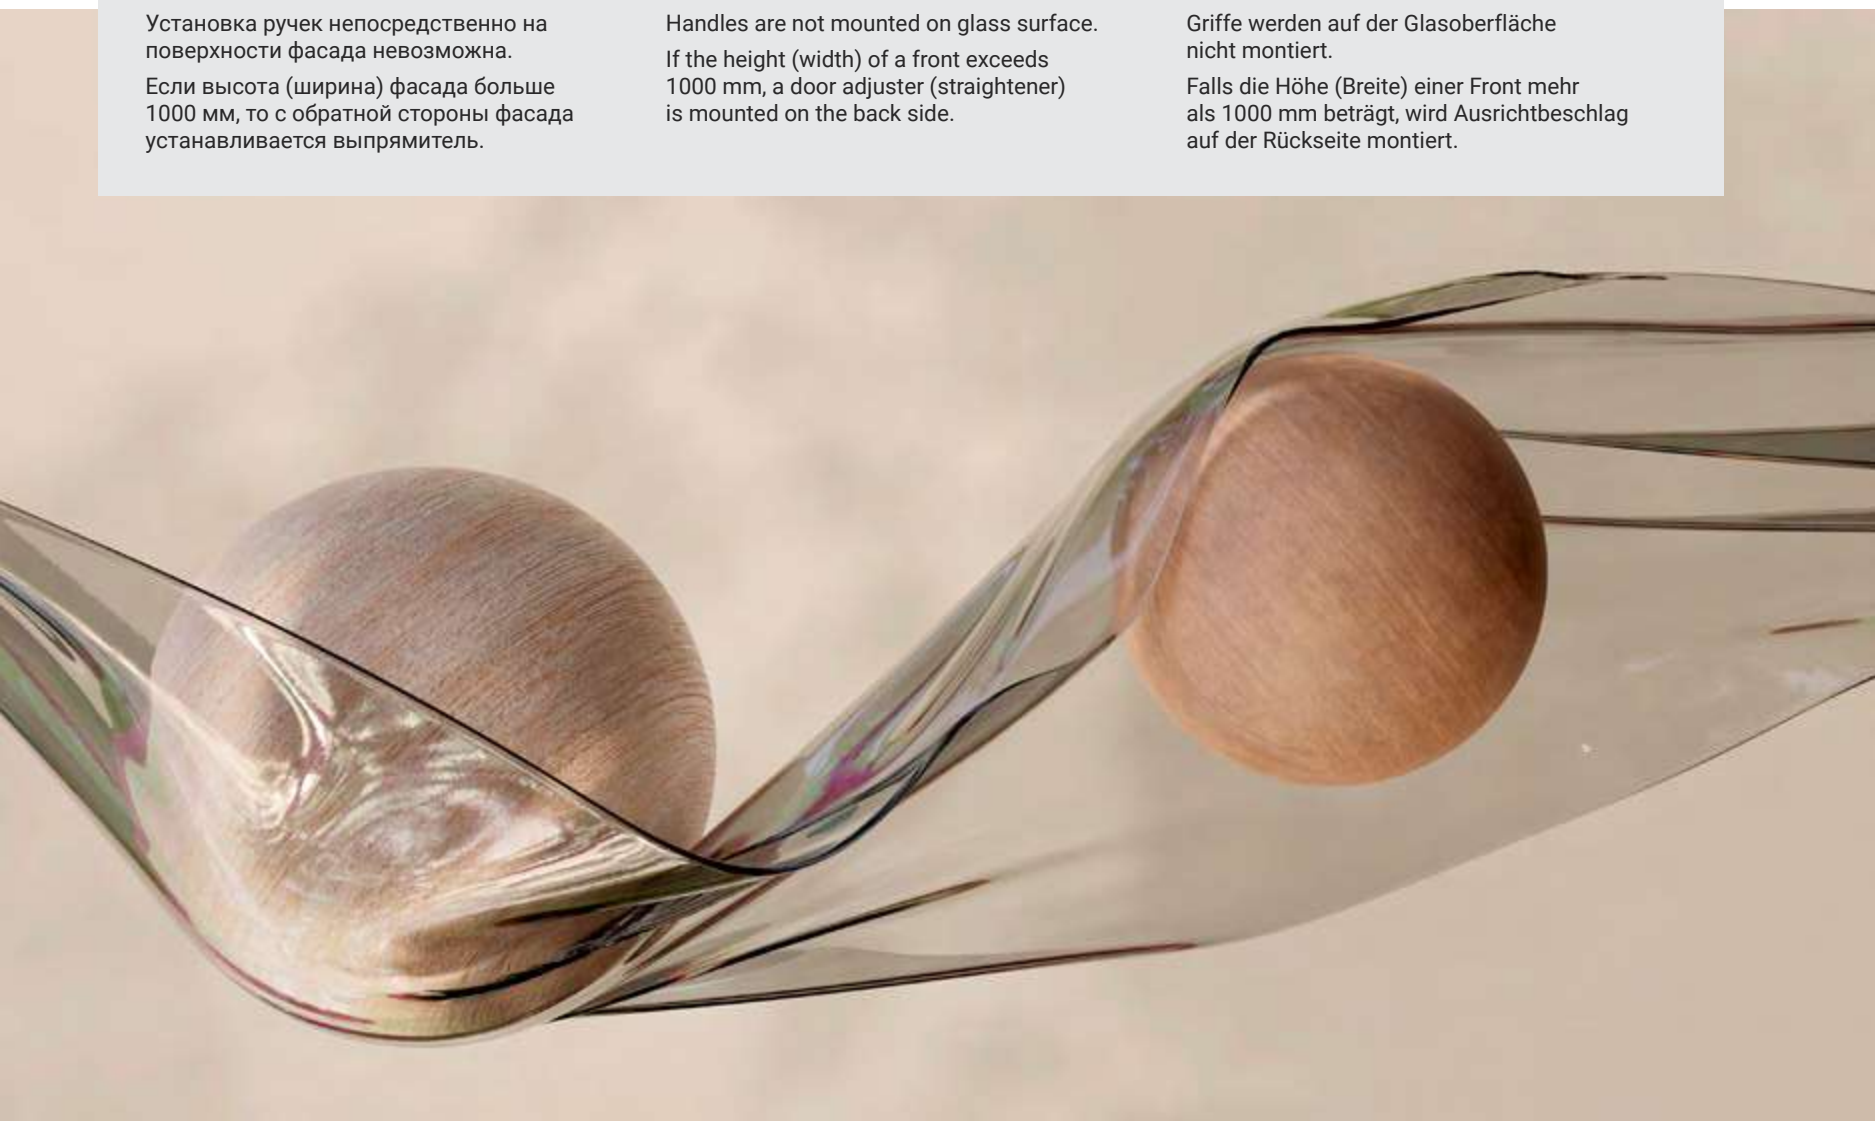 Установка ручек непосредственно на
поверхности фасада невозможна.
Если высота (ширина) фасада больше
1000 мм, то с обратной стороны фасада
устанавливается выпрямитель.
Handles are not mounted on glass surface.
If the height (width) of a front exceeds
1000 mm, a door adjuster (straightener)
is mounted on the back side.
Griffe werden auf der Glasoberfläche
nicht montiert.
Falls die Höhe (Breite) einer Front mehr
als 1000 mm beträgt, wird Ausrichtbeschlag
auf der Rückseite montiert.